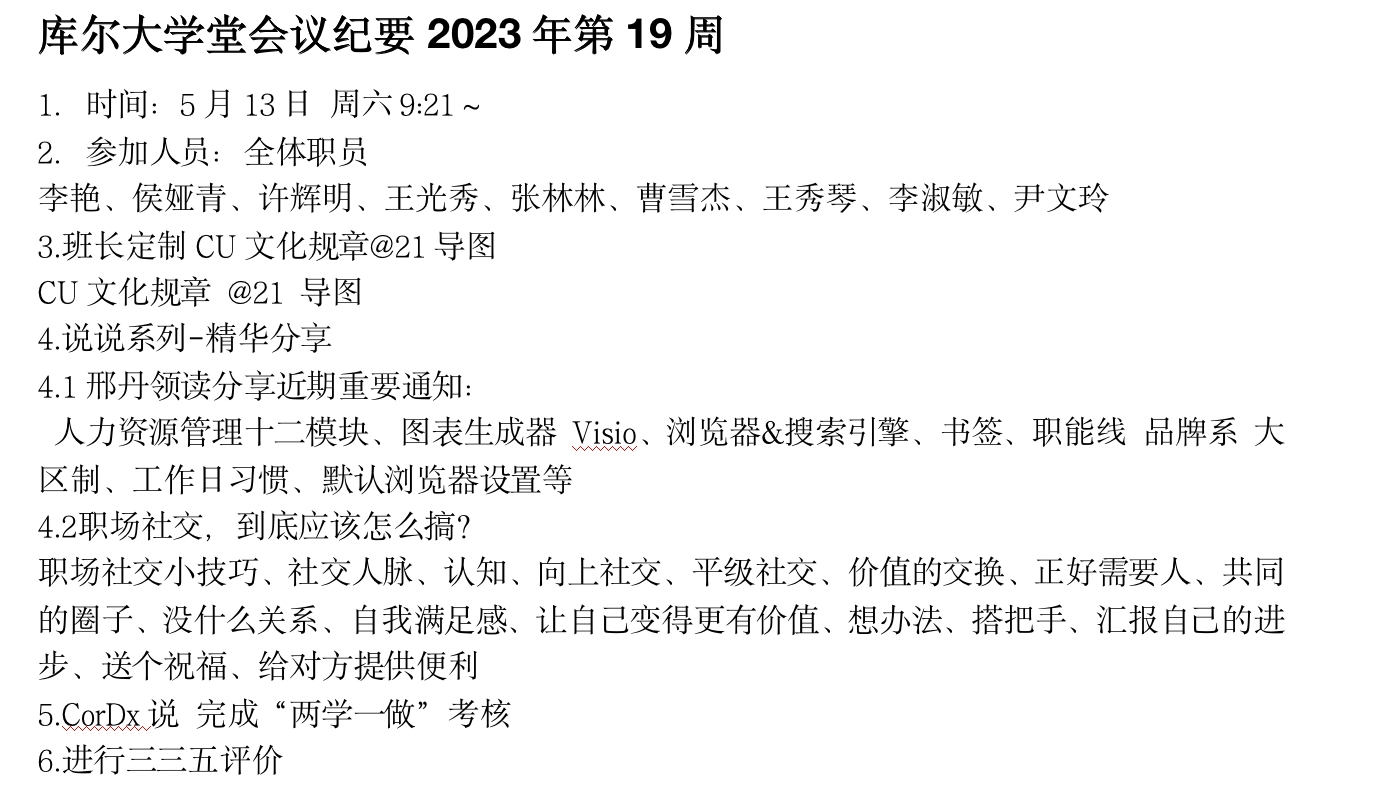 库尔大学堂会议纪要 2023 年第 19 周
1. 时间：5 月 13 日 周六 9:21 ~
2. 参加人员：全体职员
李艳、侯娅青、许辉明、王光秀、张林林、曹雪杰、王秀琴、李淑敏、尹文玲
3.班长定制 CU 文化规章@21 导图
CU 文化规章 @21 导图
4.说说系列-精华分享
4.1 邢丹领读分享近期重要通知：
人力资源管理十二模块、图表生成器 Visio、浏览器&搜索引擎、书签、职能线 品牌系 大
区制、工作日习惯、默认浏览器设置等
4.2职场社交，到底应该怎么搞？
职场社交小技巧、社交人脉、认知、向上社交、平级社交、价值的交换、正好需要人、共同
的圈子、没什么关系、自我满足感、让自己变得更有价值、想办法、搭把手、汇报自己的进
步、送个祝福、给对方提供便利
5.CorDx 说 完成“两学一做”考核
6.进行三三五评价